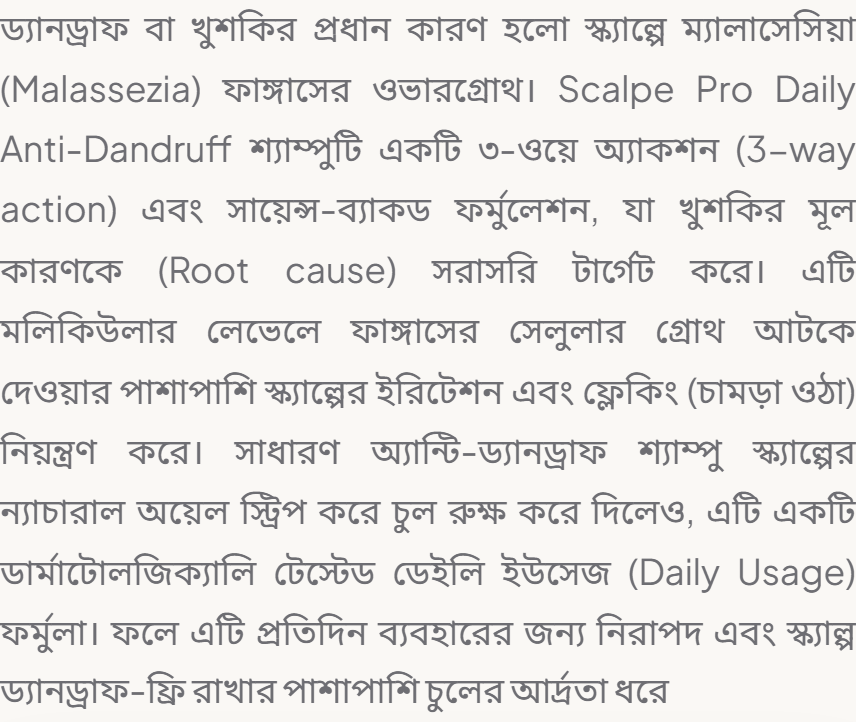 ড্যানড্রাফ বা খুশকির প্রধান কারণ হলো স্ক্যাল্পে ম্যালাসেসিয়া
(Malassezia) ফাঙ্গাসের ওভারগ্রোথ। Scalpe Pro Daily
Anti-Dandruff শ্যাম্পুটি একটি ৩-ওয়ে অ্যাকশন (3–way
action) এবং সায়েন্স-ব্যাকড ফর্মুলেশন, যা খুশকির মূল
কারণকে (Root cause) সরাসরি টার্গেট করে। এটি
মলিকিউলার লেভেলে ফাঙ্গাসের সেলুলার গ্রোথ আটকে
দেওয়ার পাশাপাশি স্ক্যাল্পের ইরিটেশন এবং ফ্লেকিং (চামড়া ওঠা)
নিয়ন্ত্রণ করে। সাধারণ অ্যান্টি-ড্যানড্রাফ শ্যাম্পু স্ক্যাল্পের
ন্যাচারাল অয়েল স্ট্রিপ করে চুল রুক্ষ করে দিলেও, এটি একটি
ডার্মাটোলজিক্যালি টেস্টেড ডেইলি ইউসেজ (Daily Usage)
ফর্মুলা। ফলে এটি প্রতিদিন ব্যবহারের জন্য নিরাপদ এবং স্ক্যাল্প
ড্যানড্রাফ-ফ্রি রাখার পাশাপাশি চুলের আর্দ্রতা ধরে